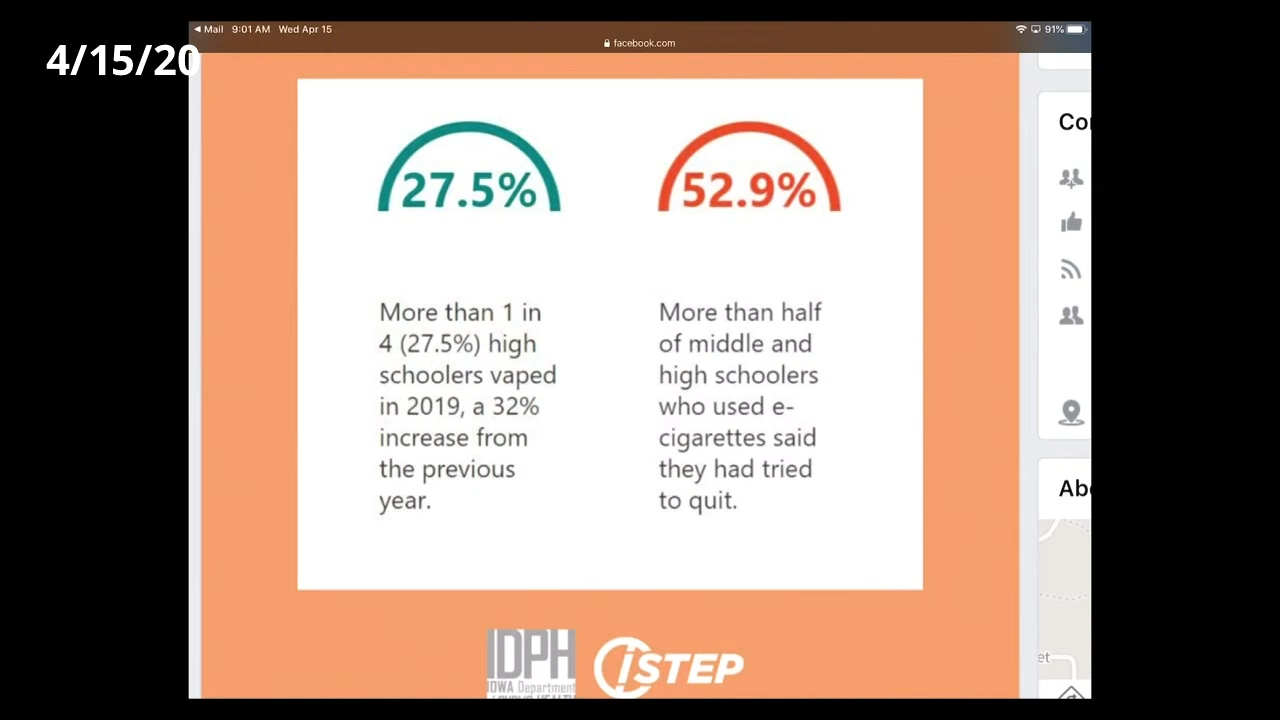 Mail 9:01 AM Wed Apr 15
91%
facebook.com
4/15/20
27.5%
52.9%
More than 1 in
4 (27.5%) high
schoolers vaped
in 2019, a 32%
increase from
the previous
year.
More than half
of middle and
high schoolers
who used e-
cigarettes said
they had tried
to quit.
IDPH
IOWA Department
iSTEP